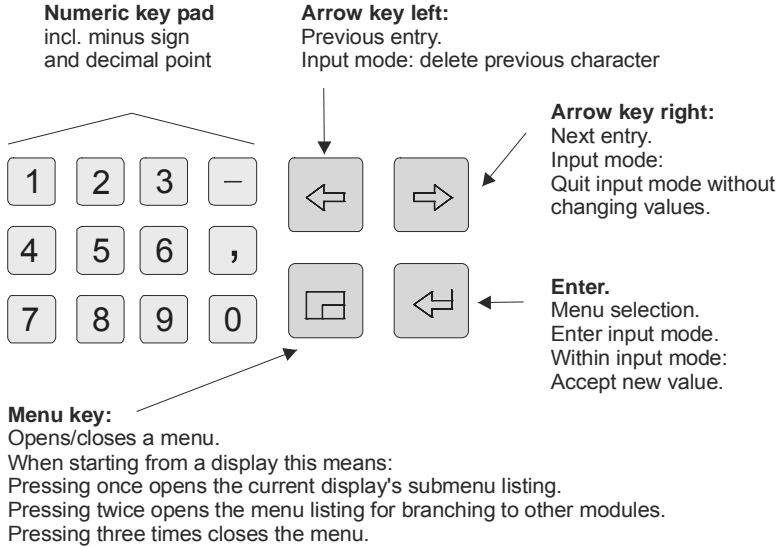 Numeric key pad
incl. minus sign
and decimal point
Arrow key left:
Previous entry.
Input mode: delete previous character
Arrow key right:
Next entry.
Input mode:
Quit input mode without
changing values.
1 2 3 –
4 5 6 ,
7 8 9 0
Enter.
Menu selection.
Enter input mode.
Within input mode:
Accept new value.
Menu key:
Opens/closes a menu.
When starting from a display this means:
Pressing once opens the current display's submenu listing.
Pressing twice opens the menu listing for branching to other modules.
Pressing three times closes the menu.